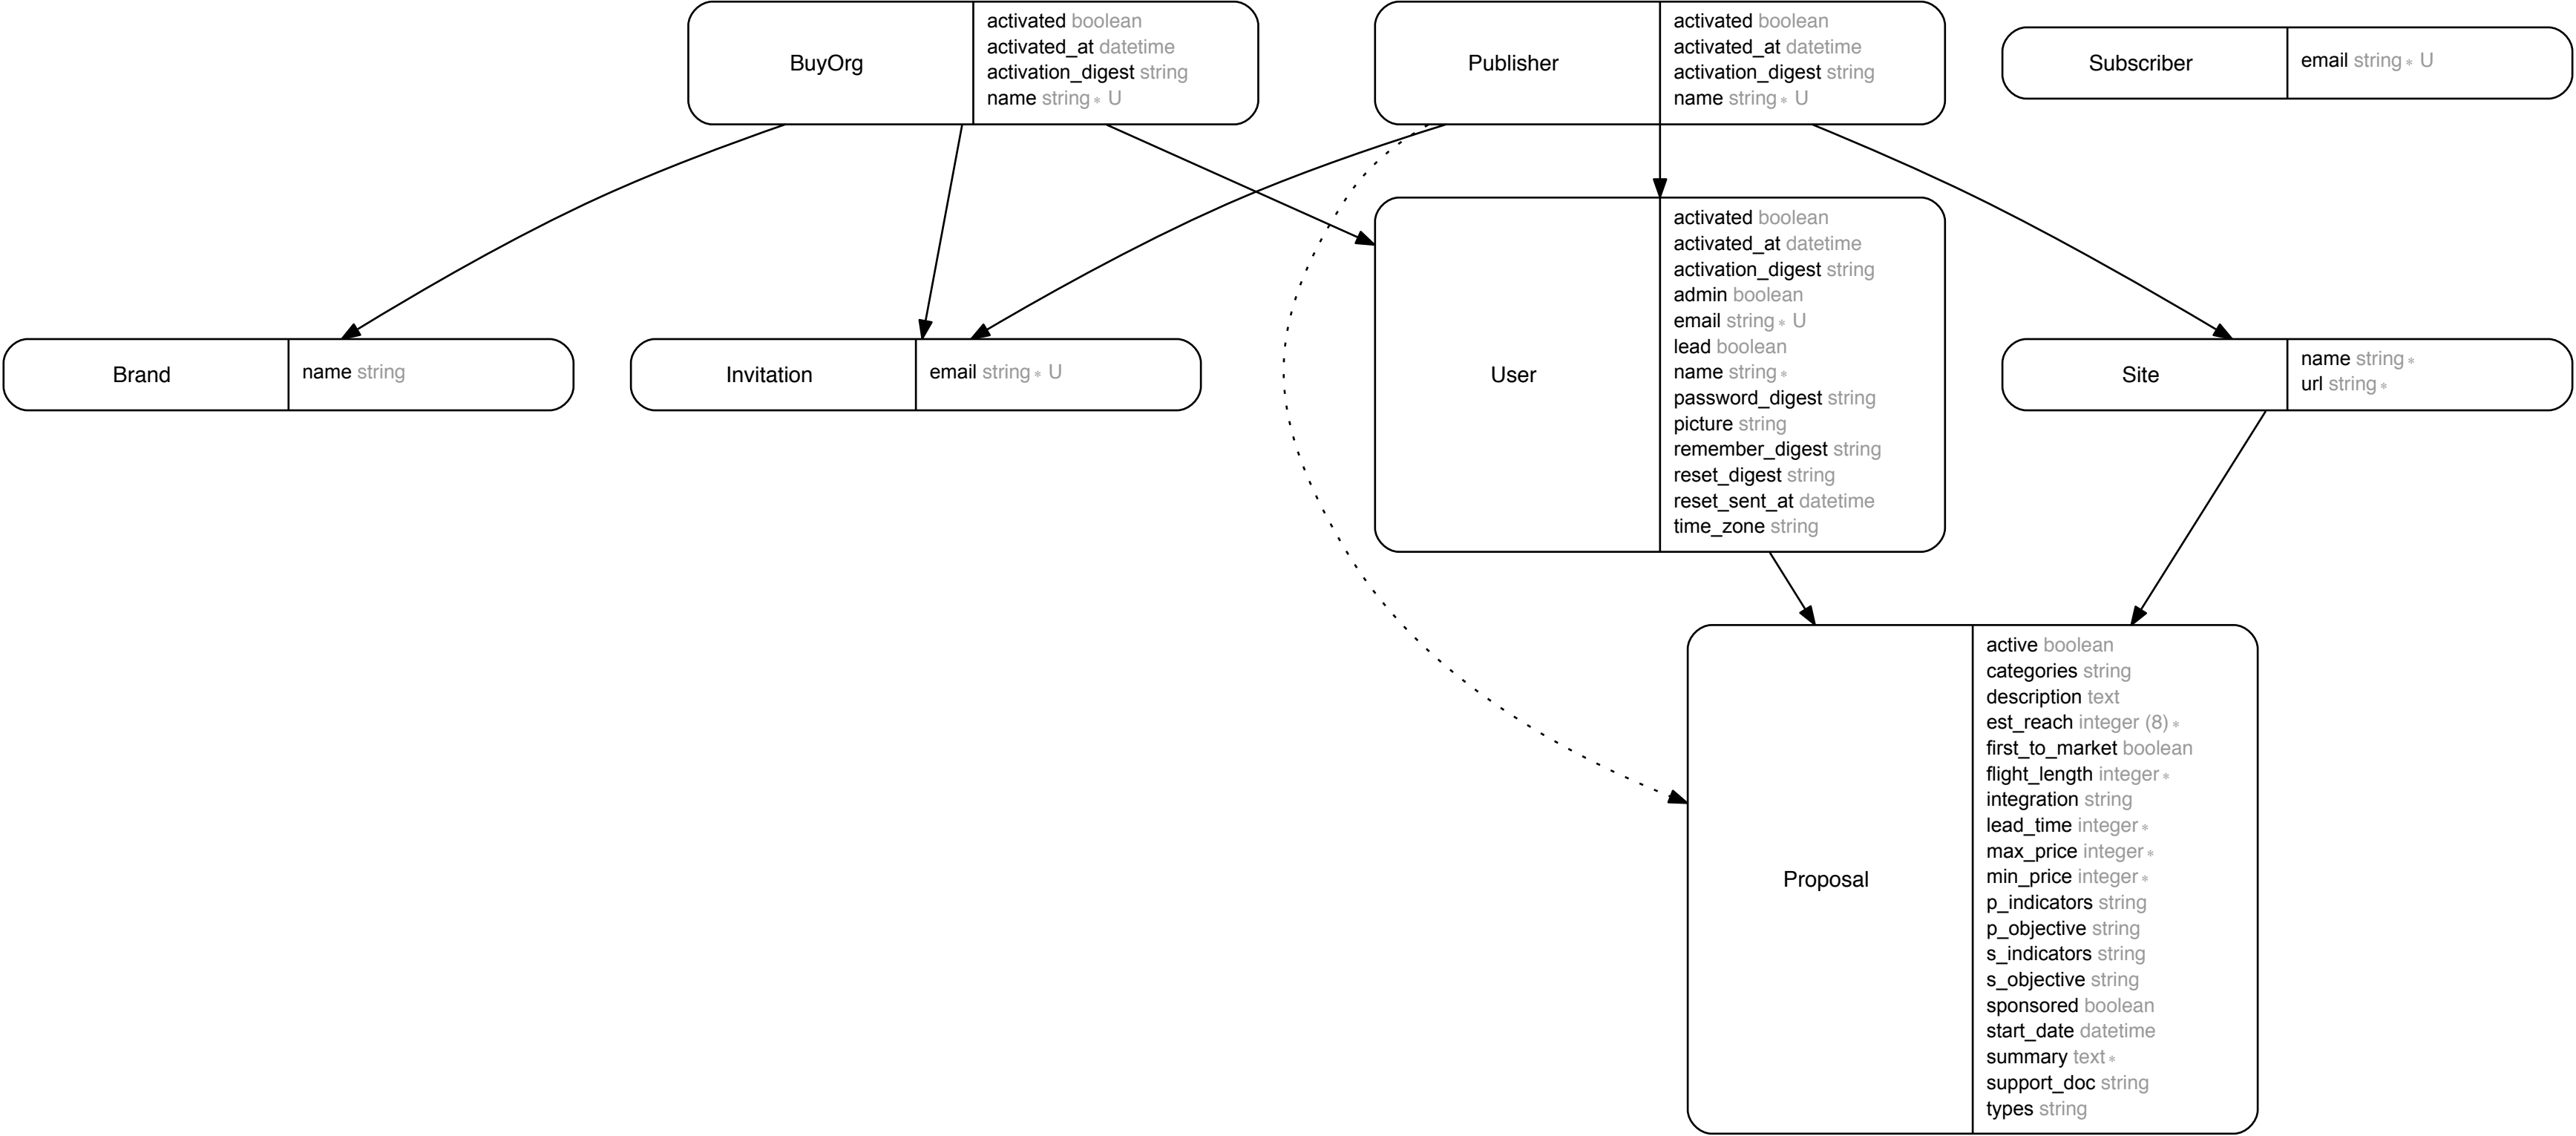 BuyOrg
activated boolean
activated_at datetime
activation_digest string
name string * U
Publisher
activated boolean
activated_at datetime
activation_digest string
name string * U
Subscriber
email string * U
Brand
name string
Invitation
email string * U
User
activated boolean
activated_at datetime
activation_digest string
admin boolean
email string * U
lead boolean
name string *
password_digest string
picture string
remember_digest string
reset_digest string
reset_sent_at datetime
time_zone string
Site
name string *
url string *
Proposal
active boolean
categories string
description text
est_reach integer (8) *
first_to_market boolean
flight_length integer *
integration string
lead_time integer *
max_price integer *
min_price integer *
p_indicators string
p_objective string
s_indicators string
s_objective string
sponsored boolean
start_date datetime
summary text *
support_doc string
types string